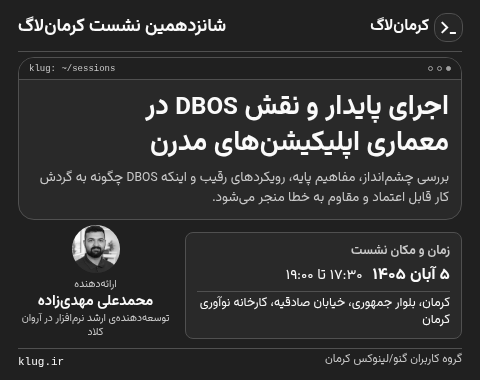 کرمان‌لاگ
شانزدهمین نشست کرمان‌لاگ
klug: ~/sessions
اجرای پایدار و نقش DBOS در
معماری اپلیکیشن‌های مدرن
بررسی چشم‌انداز، مفاهیم پایه، رویکردهای رقیب و اینکه DBOS چگونه به گردش
کار قابل اعتماد و مقاوم به خطا منجر می‌شود.
زمان و مکان نشست
۵ آبان ۱۴۰۵ ۱۷:۳۰ تا ۱۹:۰۰
کرمان، بلوار جمهوری، خیابان صادقیه، کارخانه نوآوری
کرمان
ارائه‌دهنده
محمدعلی مهدی‌زاده
توسعه‌دهنده‌ی ارشد نرم‌افزار در آروان
کلاد
گروه کاربران گنو/لینوکس کرمان
klug.ir